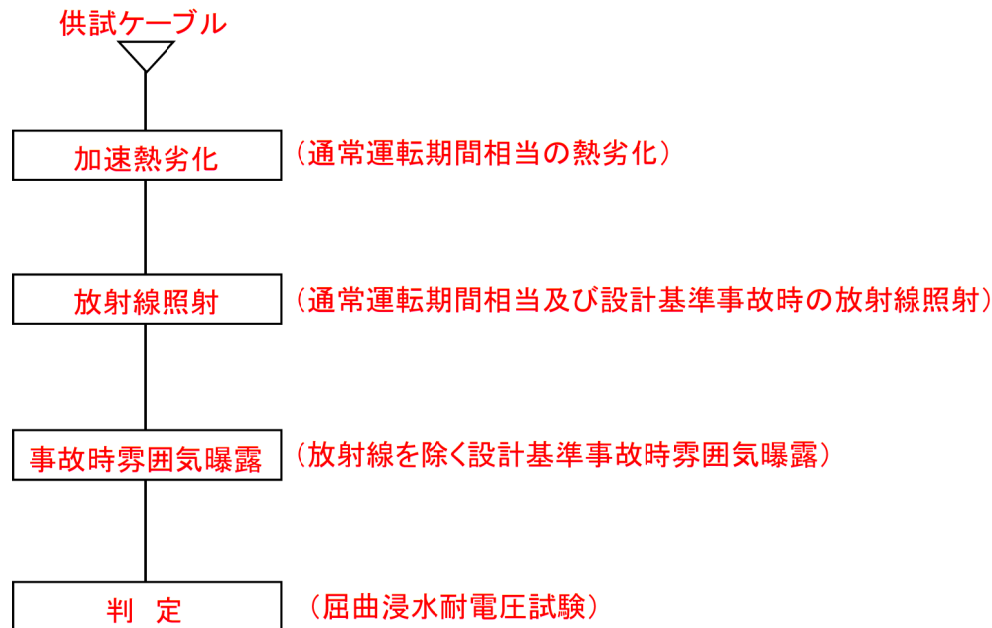 供試ケーブル
加速熱劣化 (通常運転期間相当の熱劣化)
放射線照射 (通常運転期間相当及び設計基準事故時の放射線照射)
事故時雰囲気曝露 (放射線を除く設計基準事故時雰囲気曝露)
判 定 (屈曲浸水耐電圧試験)